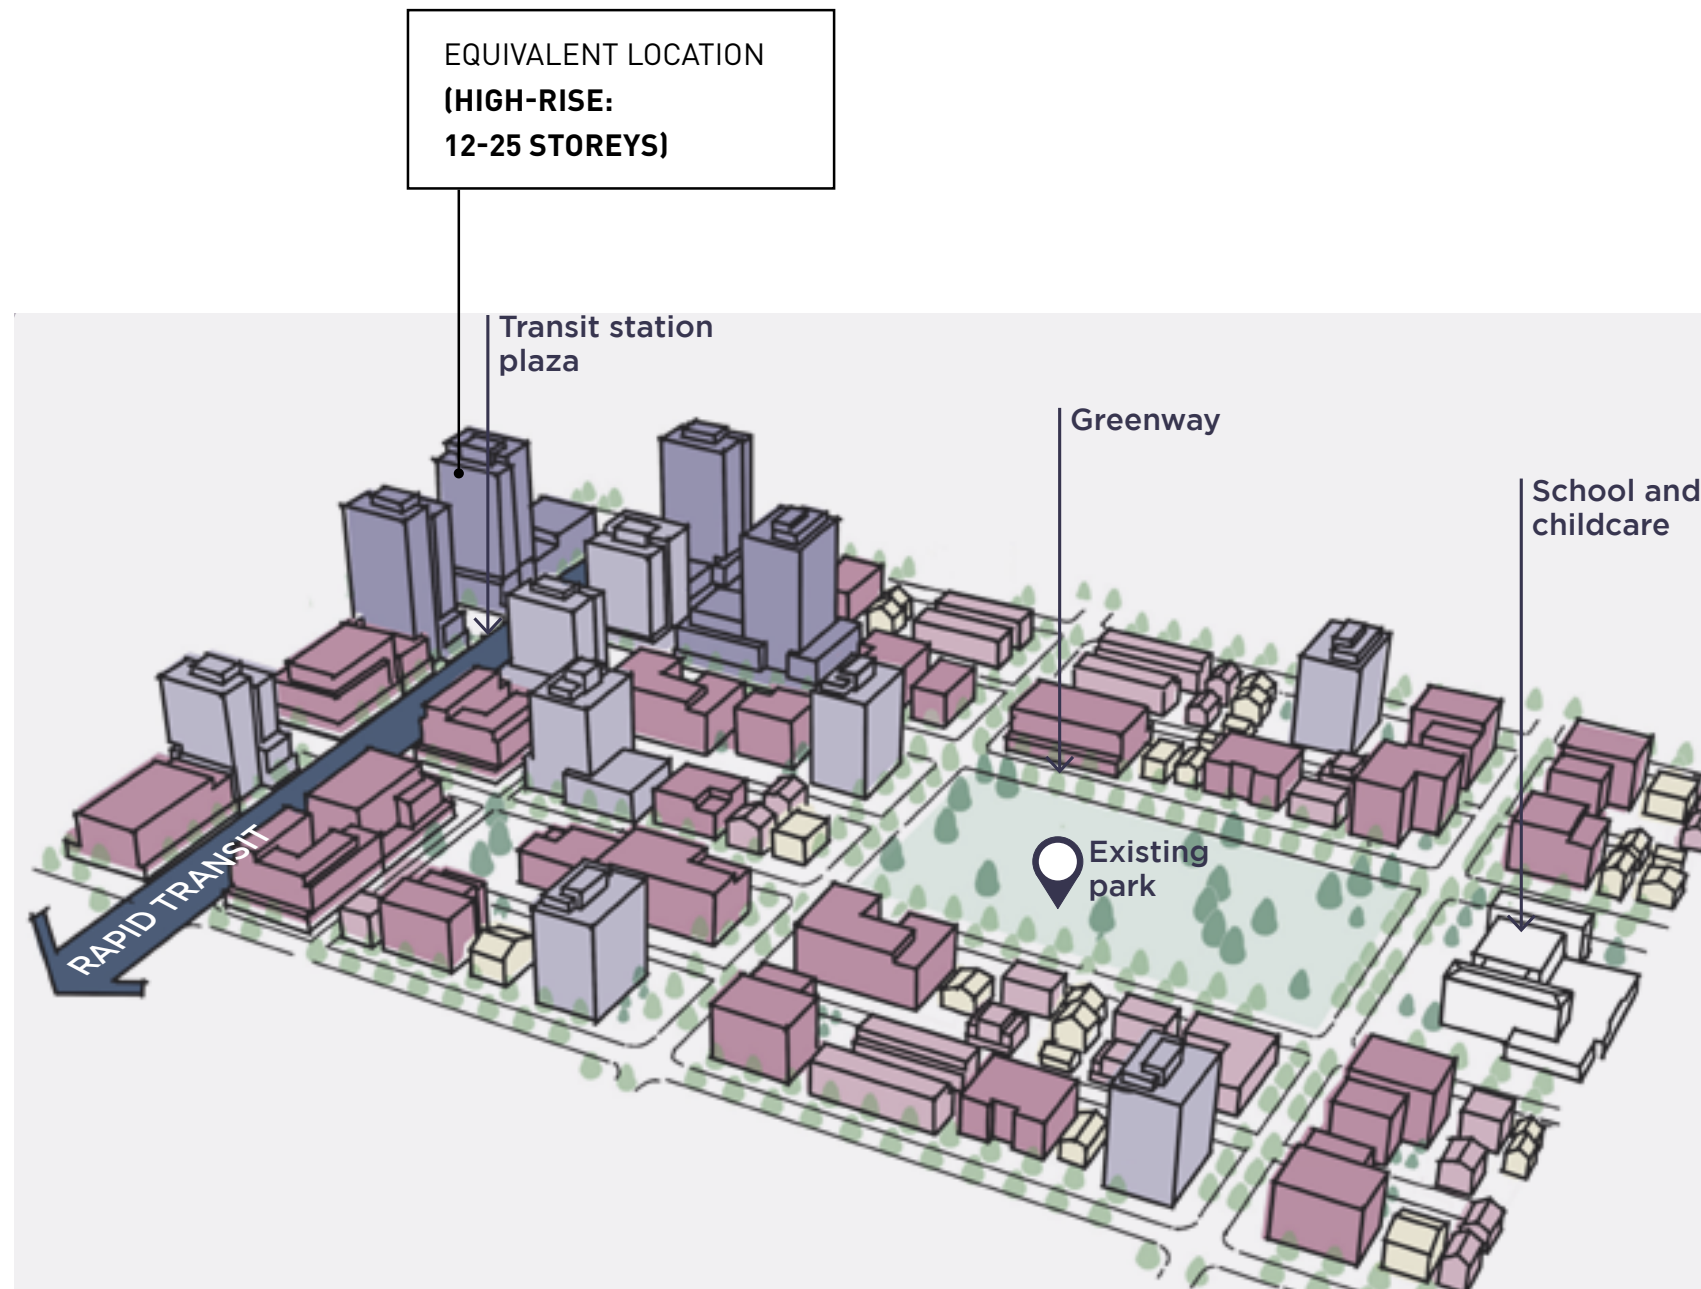 EQUIVALENT LOCATION
(HIGH-RISE:
12-25 STOREYS)
Transit station
plaza
Greenway
School and
childcare
Existing
park
RAPID TRANSIT